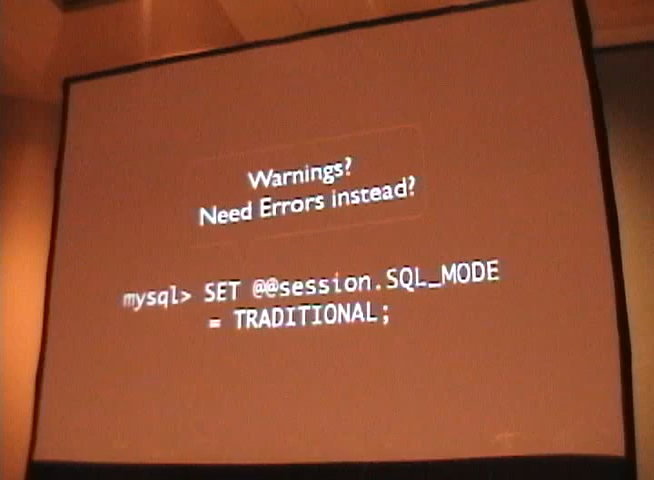 Warnings?
Need Errors instead?
mysql> SET @@session.SQL_MODE
= TRADITIONAL;